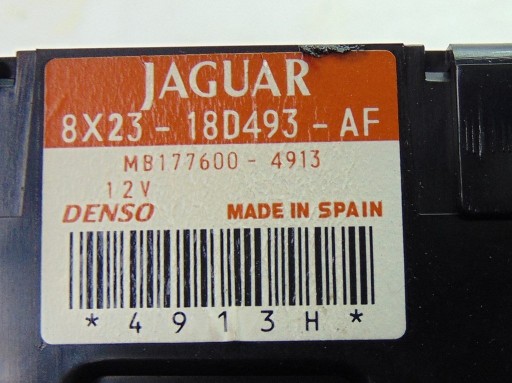 JAGUAR
8X23 - 18D493 - AF
MB177600 - 4913
12V
DENSO MADE IN SPAIN
*4913H*